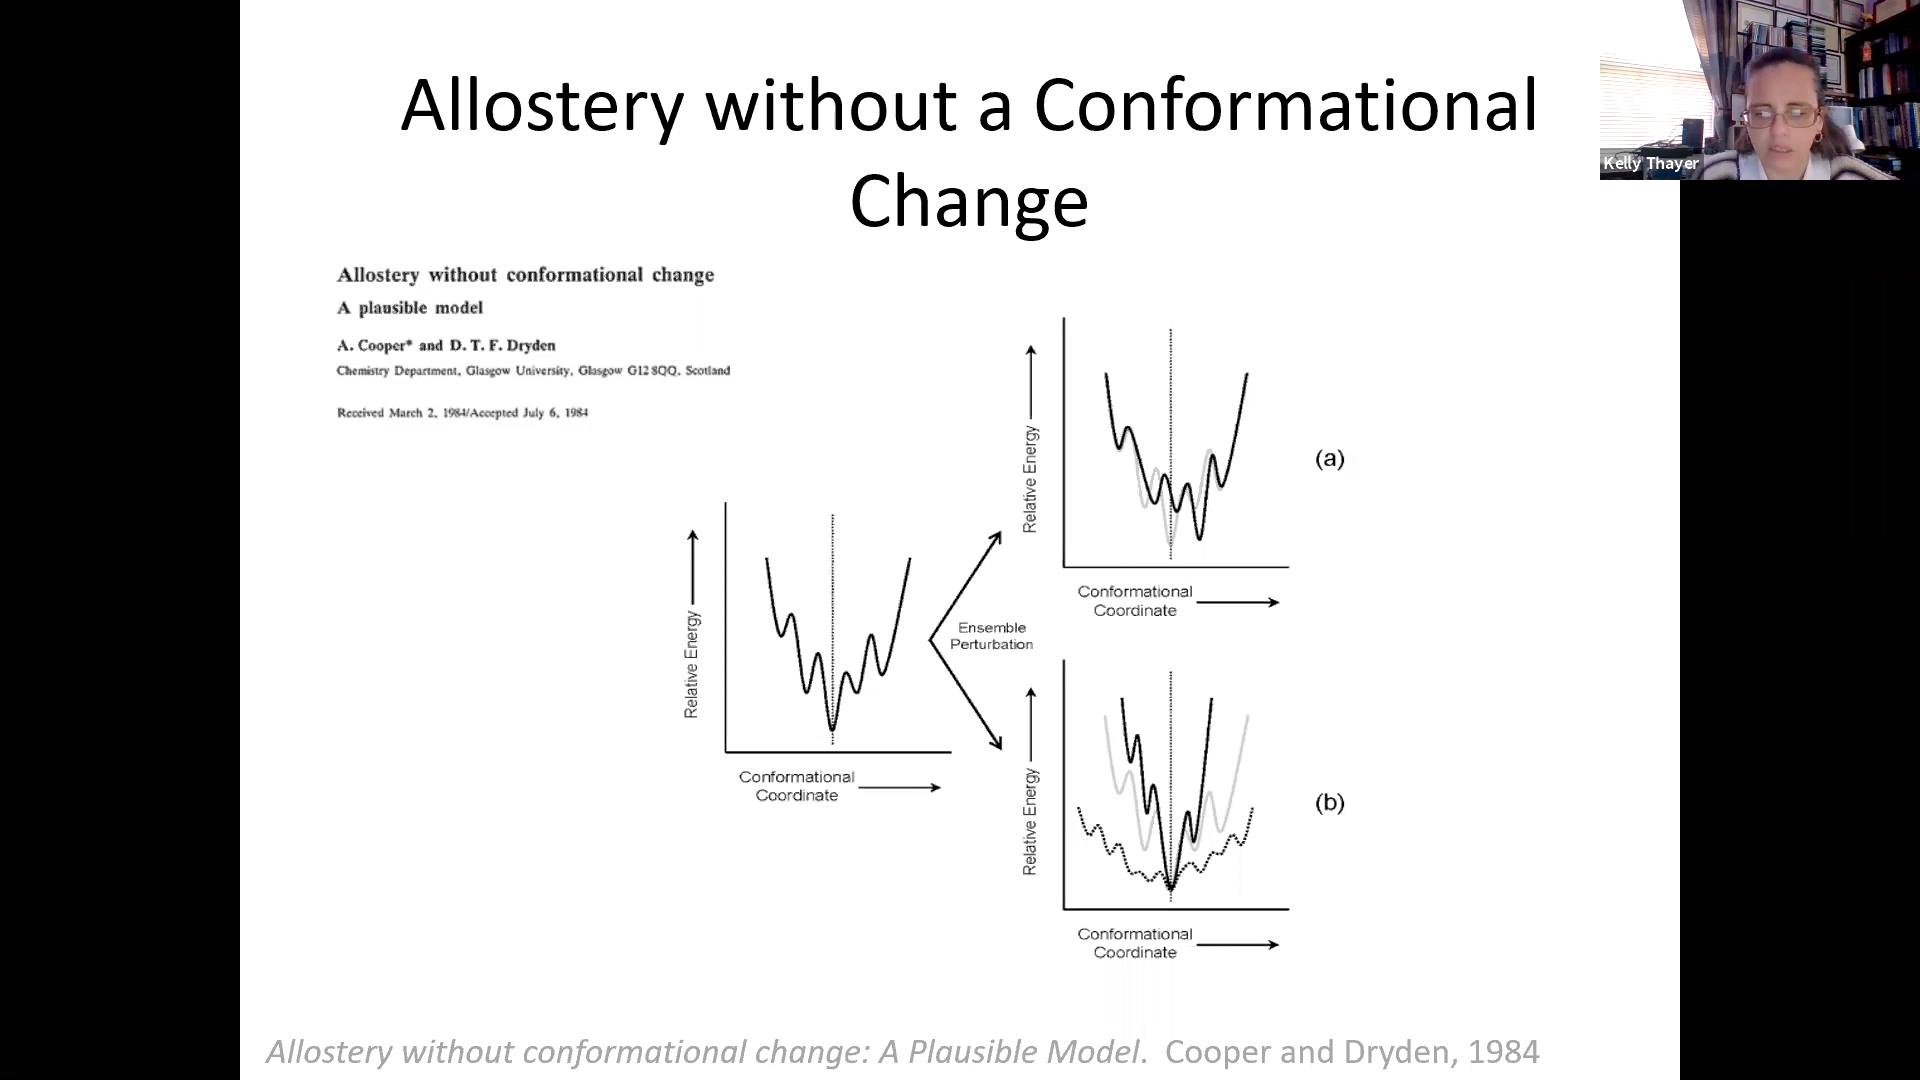 Allostery without a Conformational
Change
Kelly Thayer
Allostery without conformational change
A plausible model
A. Cooper* and D. T. F. Dryden
Chemistry Department, Glasgow University, Glasgow G12 8QQ, Scotland
Received March 2, 1984/Accepted July 6, 1984
Relative Energy
Conformational
Coordinate
Ensemble
Perturbation
Relative Energy
(a)
Conformational
Coordinate
Relative Energy
(b)
Conformational
Coordinate
Allostery without conformational change: A Plausible Model. Cooper and Dryden, 1984